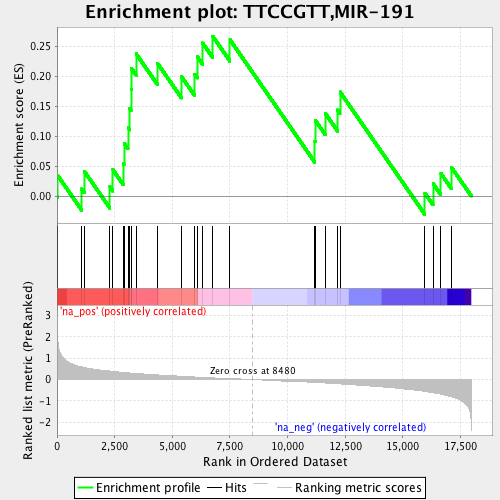 Enrichment plot: TTCCGTT,MIR-191
Enrichment score (ES)
0.25
0.20
0.15
0.10
0.05
0.00
'na_pos' (positively correlated)
Ranked list metric (PreRanked)
3
2
1
0
-1
-2
Zero cross at 8480
'na_neg' (negatively correlated)
0
2,500
5,000
7,500
10,000
12,500
15,000
17,500
Rank in Ordered Dataset
Enrichment profile
Hits
Ranking metric scores